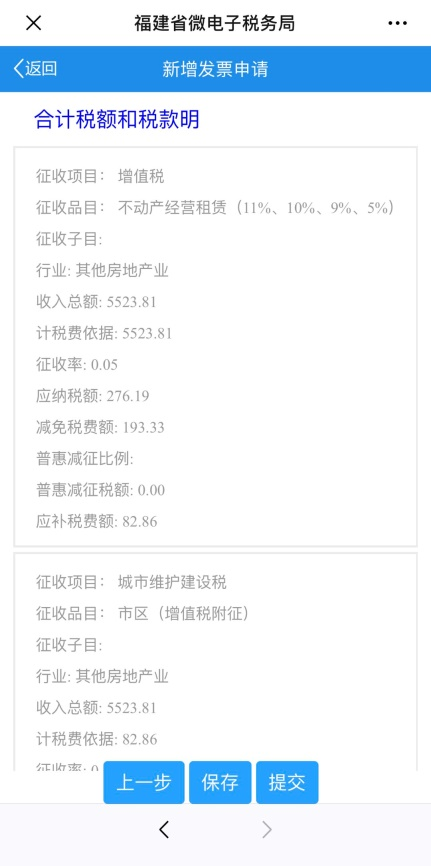 福建省微电子税务局
返回
新增发票申请
合计税额和税款明
征收项目： 增值税
征收品目： 不动产经营租赁（11%、10%、9%、5%）
征收子目:
行业: 其他房地产业
收入总额: 5523.81
计税费依据: 5523.81
征收率: 0.05
应纳税额: 276.19
减免税费额: 193.33
普惠减征比例:
普惠减征税额: 0.00
应补税费额: 82.86
征收项目： 城市维护建设税
征收品目： 市区（增值税附征）
征收子目:
行业: 其他房地产业
收入总额: 5523.81
计税费依据: 82.86
征收率: 0
上一步 保存 提交